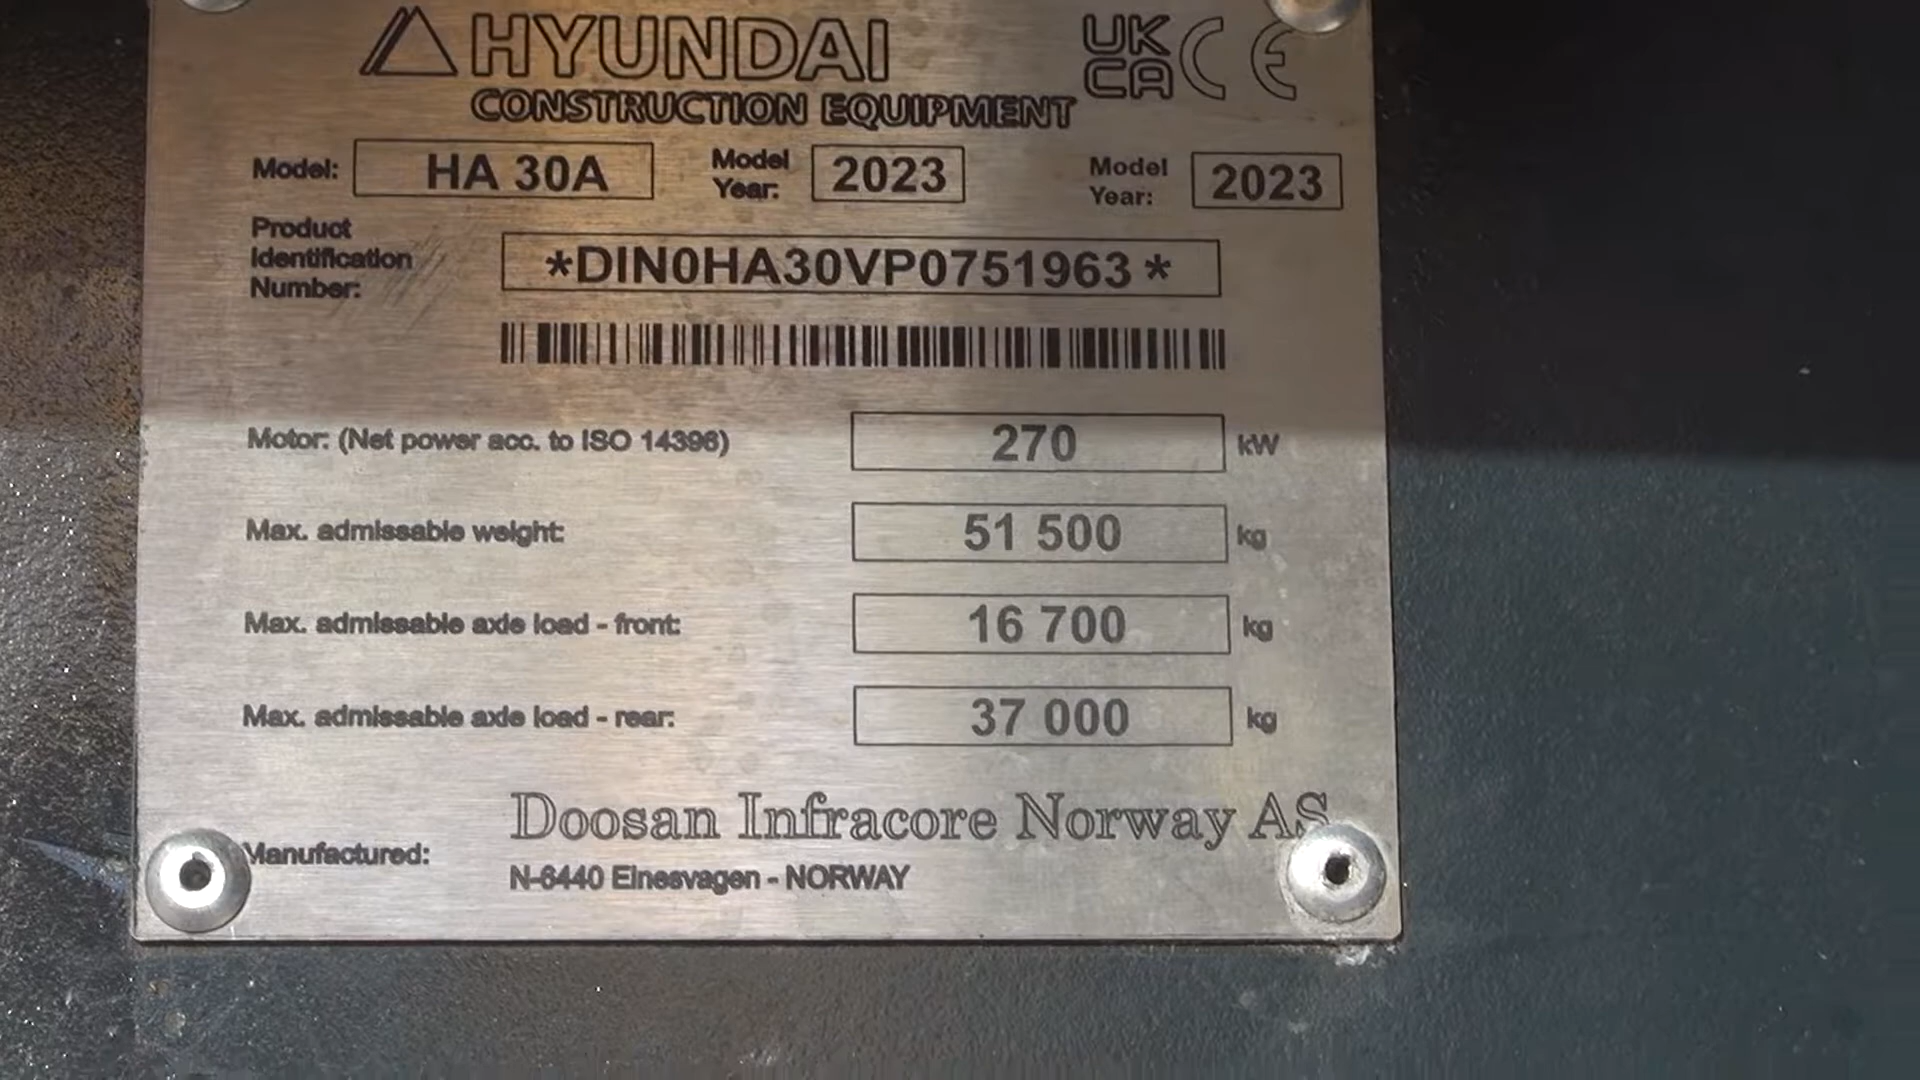 HYUNDAI
CONSTRUCTION EQUIPMENT
UK
CA CE
Model: HA 30A Model Year: 2023 Model Year: 2023
Product Identification Number: *DIN0HA30VP0751963*
Motor: (Net power acc. to ISO 14396) 270 kW
Max. admissable weight: 51 500 kg
Max. admissable axle load - front: 16 700 kg
Max. admissable axle load - rear: 37 000 kg
Manufactured: Doosan Infracore Norway AS
N-6440 Elnesvagen - NORWAY